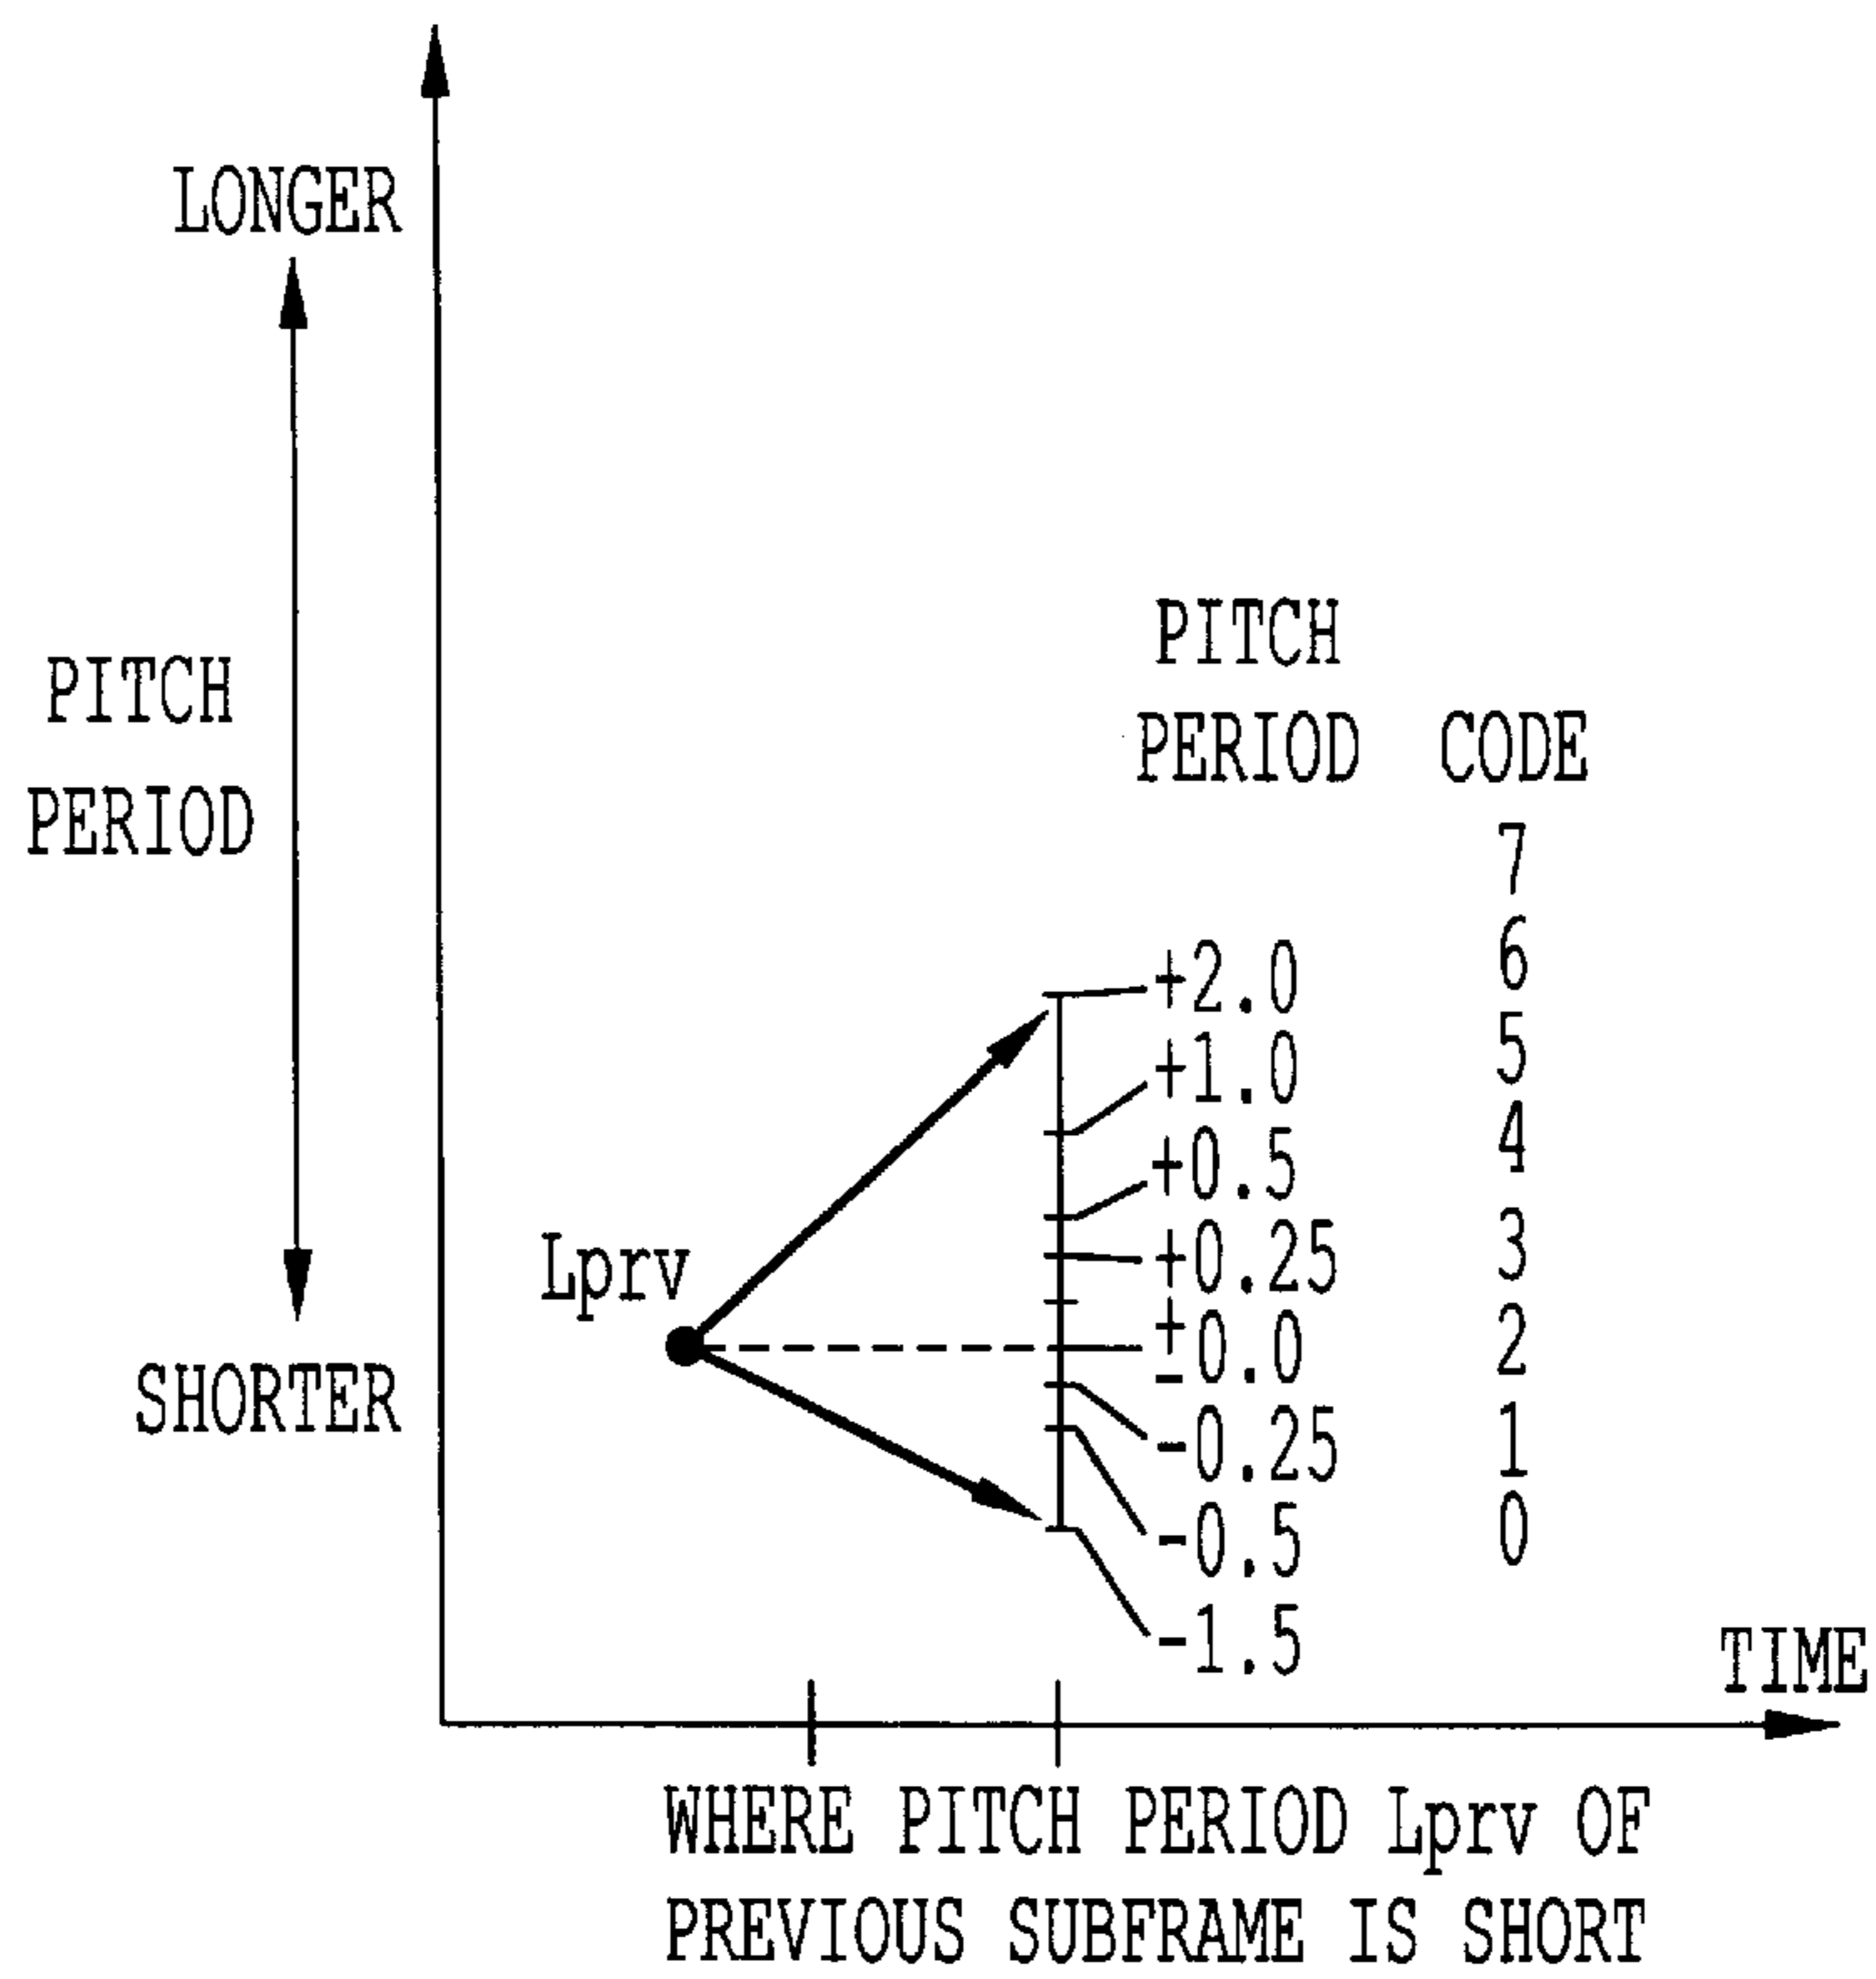 LONGER
PITCH
PERIOD
SHORTER
Lprv
PITCH
PERIOD CODE
7
+2.0 6
+1.0 5
+0.5 4
+0.25 3
±0.0 2
-0.25 1
-0.5 0
-1.5
TIME
WHERE PITCH PERIOD Lprv OF
PREVIOUS SUBFRAME IS SHORT